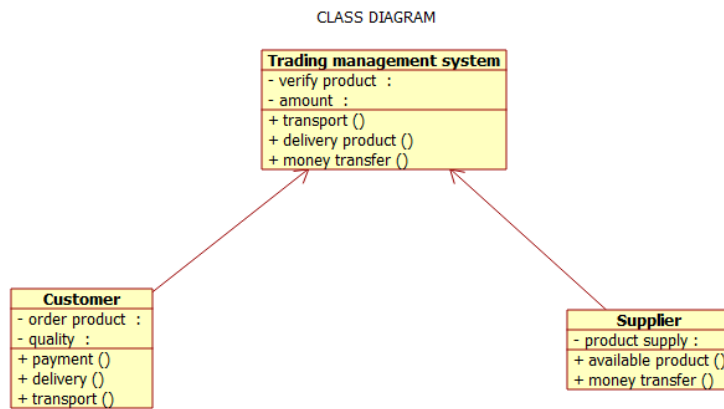 CLASS DIAGRAM
Trading management system
- verify product :
- amount :
+ transport ()
+ delivery product ()
+ money transfer ()
Customer
- order product :
- quality :
+ payment ()
+ delivery ()
+ transport ()
Supplier
- product supply :
+ available product ()
+ money transfer ()